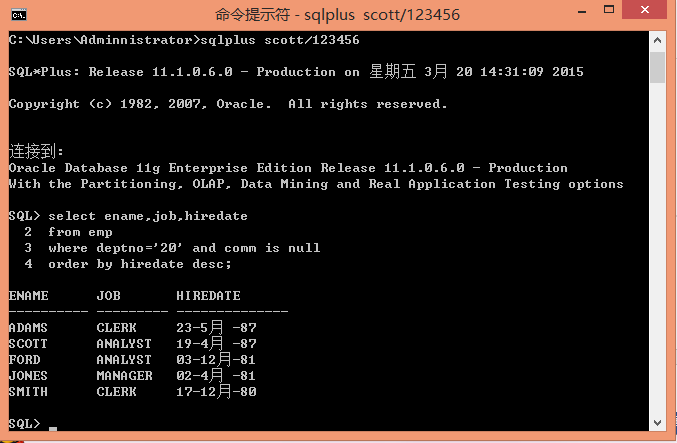 命令提示符 - sqlplus scott/123456
C:\Users\Adminnistrator>sqlplus scott/123456
SQL*Plus: Release 11.1.0.6.0 - Production on 星期五 3月 20 14:31:09 2015
Copyright (c) 1982, 2007, Oracle.  All rights reserved.
连接到:
Oracle Database 11g Enterprise Edition Release 11.1.0.6.0 - Production
With the Partitioning, OLAP, Data Mining and Real Application Testing options
SQL> select ename,job,hiredate
  2  from emp
  3  where deptno='20' and comm is null
  4  order by hiredate desc;
ENAME      JOB       HIREDATE
---------- --------- --------------
ADAMS      CLERK     23-5月 -87
SCOTT      ANALYST   19-4月 -87
FORD       ANALYST   03-12月-81
JONES      MANAGER   02-4月 -81
SMITH      CLERK     17-12月-80
SQL>